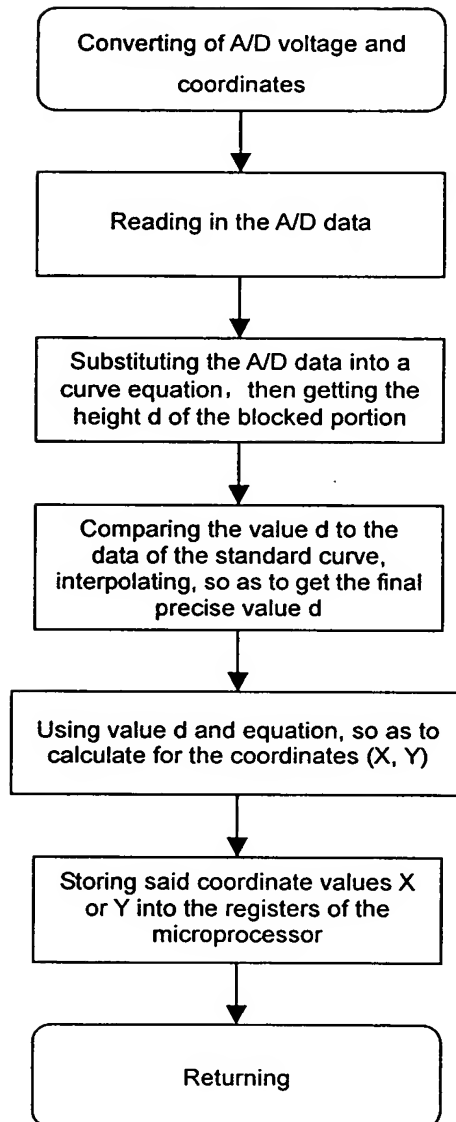 Converting of A/D voltage and
coordinates
Reading in the A/D data
Substituting the A/D data into a
curve equation, then getting the
height d of the blocked portion
Comparing the value d to the
data of the standard curve,
interpolating, so as to get the final
precise value d
Using value d and equation, so as to
calculate for the coordinates (X, Y)
Storing said coordinate values X
or Y into the registers of the
microprocessor
Returning